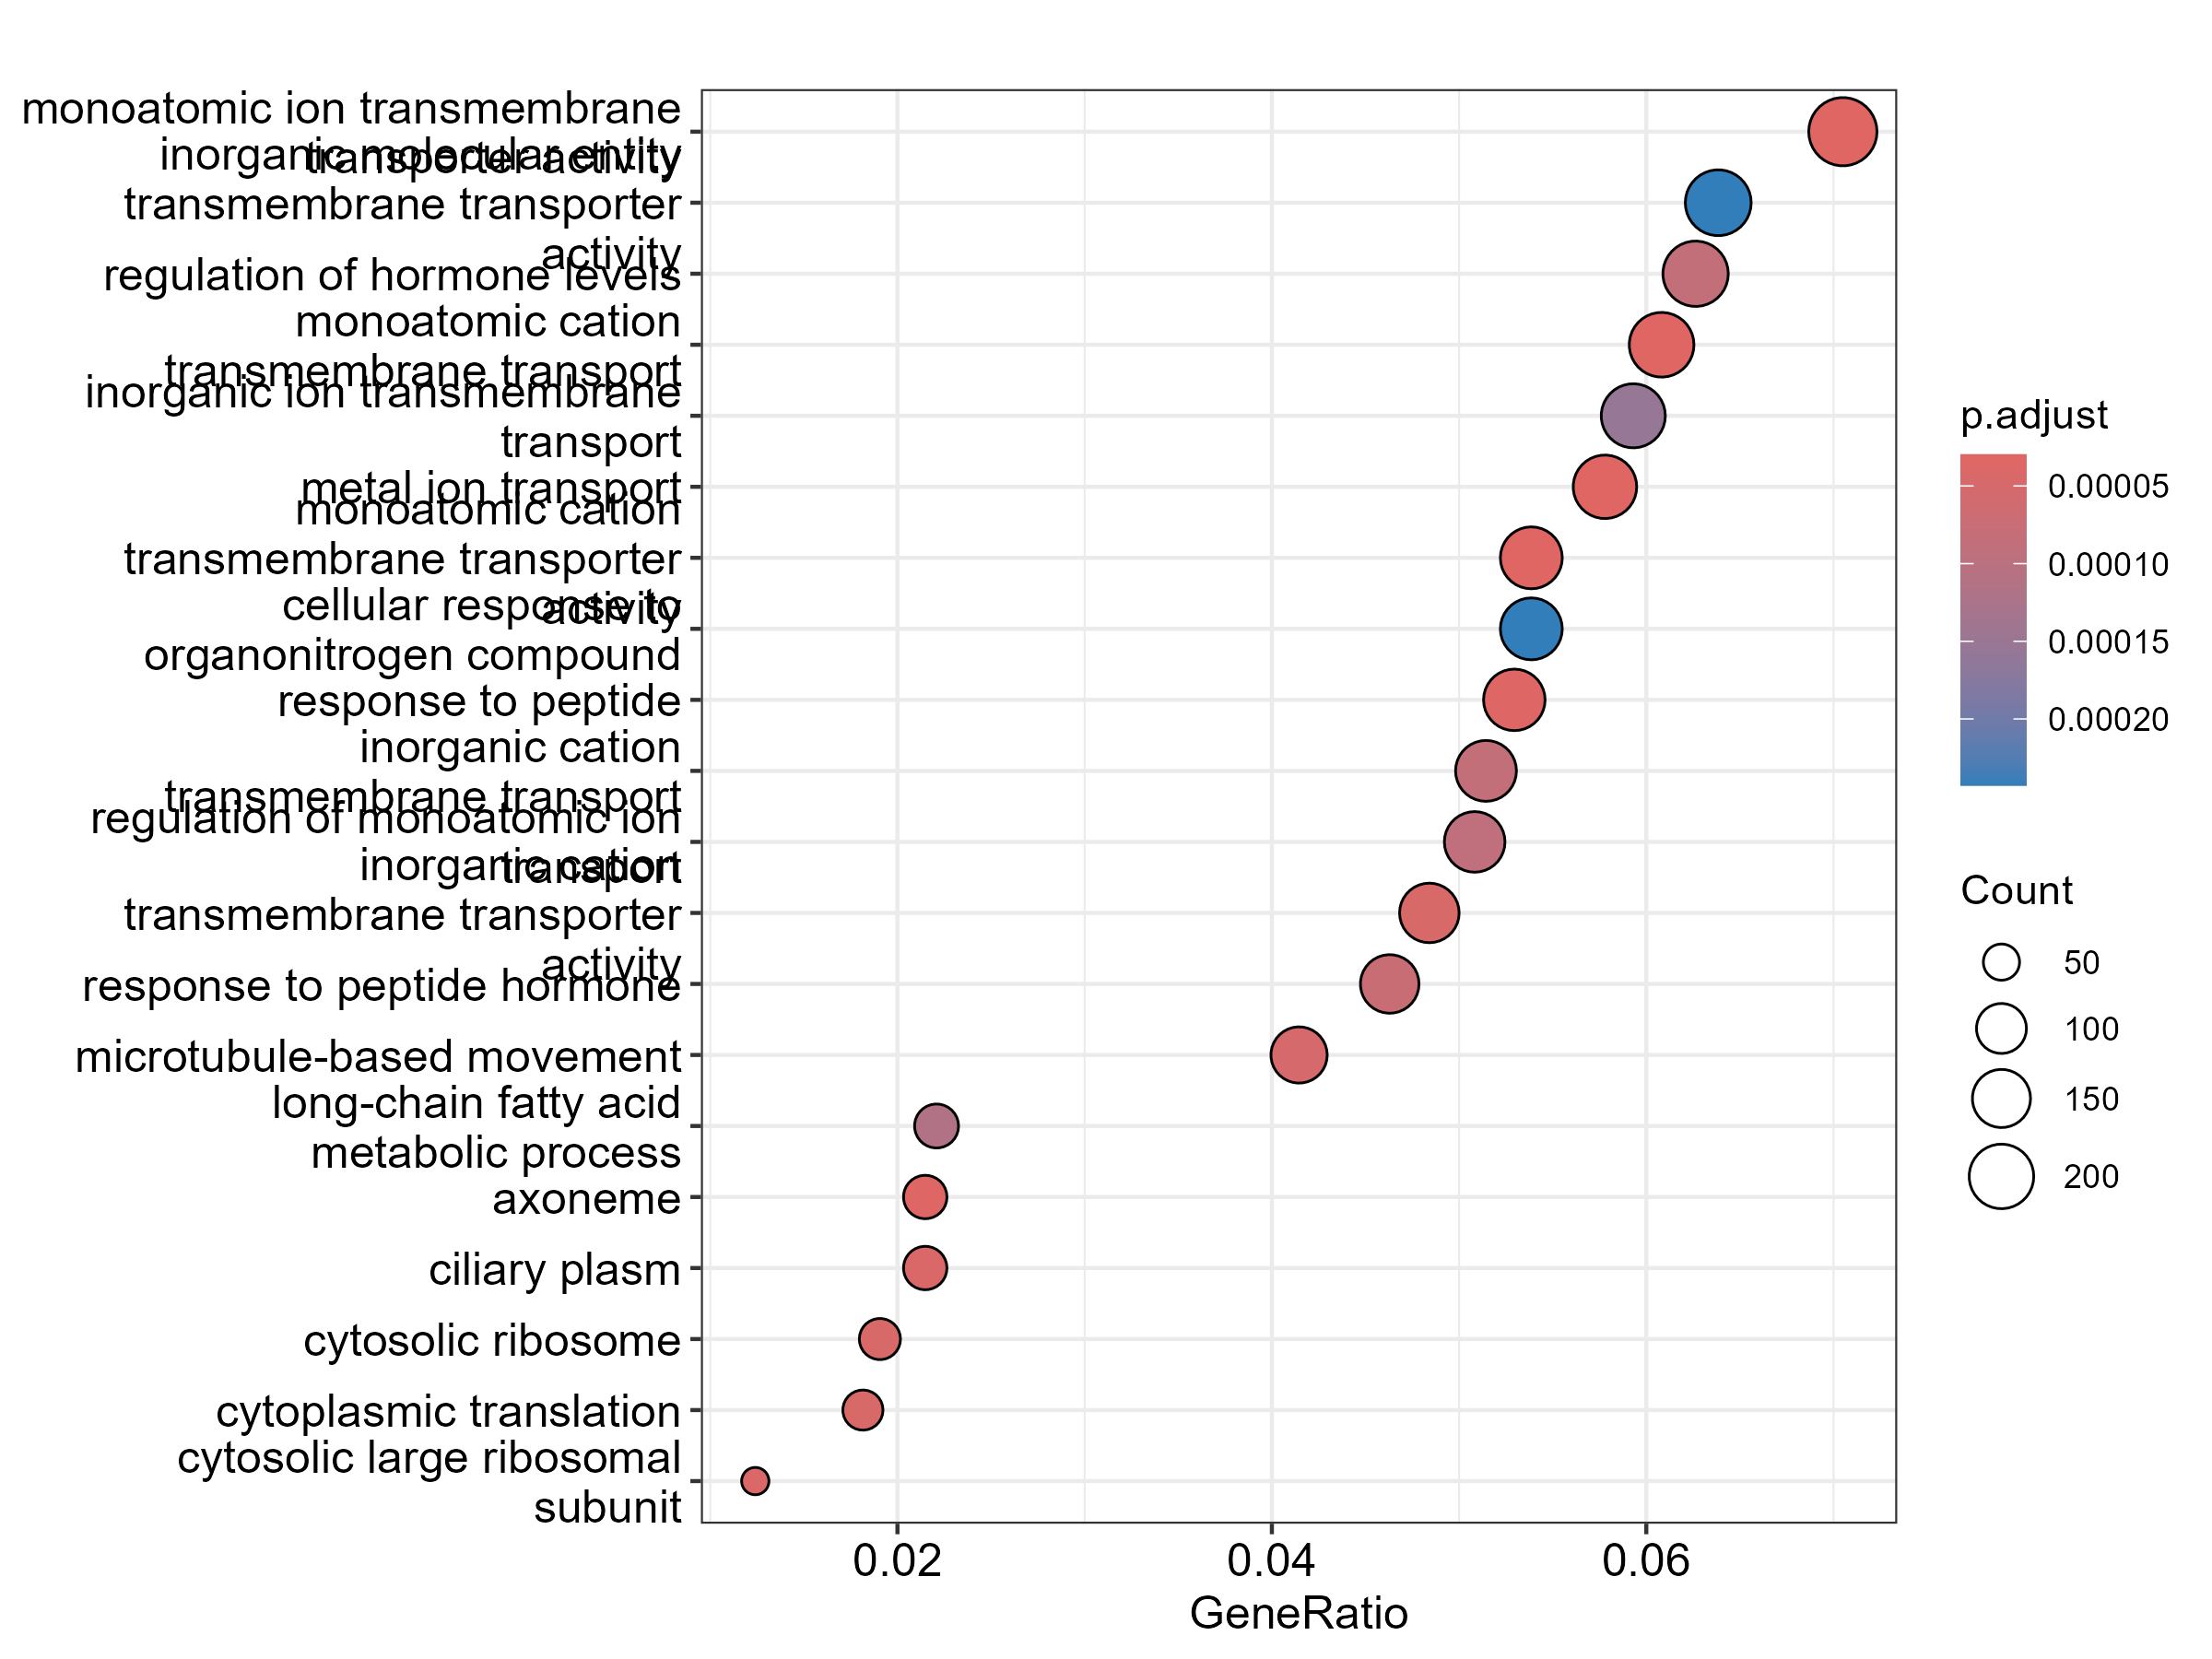 monoatomic ion transmembrane
transporter activity
inorganic molecular entity
transmembrane transporter
activity
regulation of hormone levels
monoatomic cation
transmembrane transport
inorganic ion transmembrane
transport
metal ion transport
monoatomic cation
transmembrane transporter
activity
cellular response to
organonitrogen compound
response to peptide
inorganic cation
transmembrane transport
regulation of monoatomic ion
transport
inorganic cation
transmembrane transporter
activity
response to peptide hormone
microtubule-based movement
long-chain fatty acid
metabolic process
axoneme
ciliary plasm
cytosolic ribosome
cytoplasmic translation
cytosolic large ribosomal
subunit
0.02 0.04 0.06
GeneRatio
p.adjust
0.00005
0.00010
0.00015
0.00020
Count
50
100
150
200